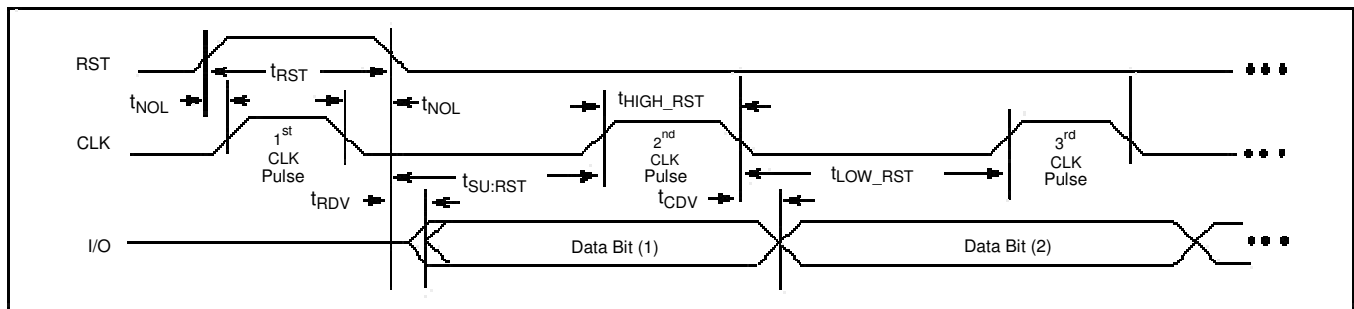 RST
tRST
tNOL
tNOL
tHIGH_RST
CLK
1st
CLK
Pulse
2nd
CLK
Pulse
3rd
CLK
Pulse
tSU:RST
tLOW_RST
tRDV
tCDV
I/O
Data Bit (1)
Data Bit (2)